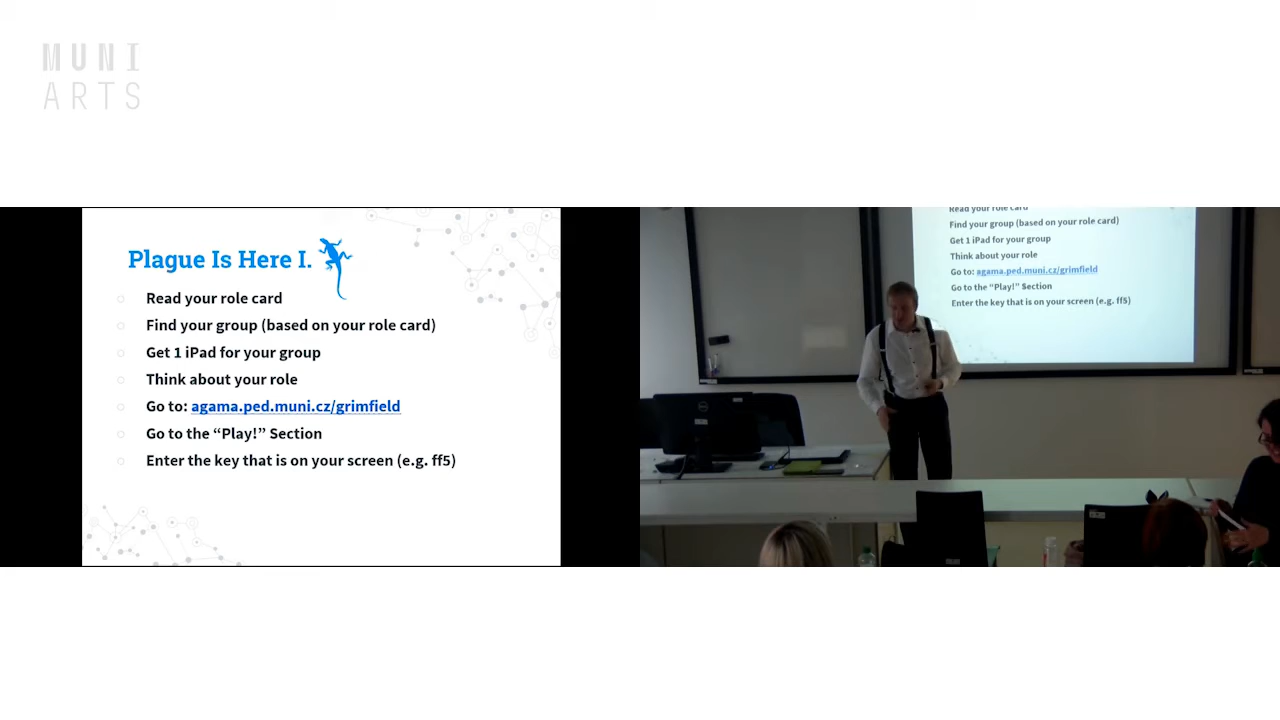 MUNI
ARTS
Plague Is Here I.
Read your role card
Find your group (based on your role card)
Get 1 iPad for your group
Think about your role
Go to: agama.ped.muni.cz/grimfield
Go to the “Play!” Section
Enter the key that is on your screen (e.g. ff5)
Read your role card
Find your group (based on your role card)
Get 1 iPad for your group
Think about your role
Go to: agama.ped.muni.cz/grimfield
Go to the “Play!” Section
Enter the key that is on your screen (e.g. ff5)
DELL